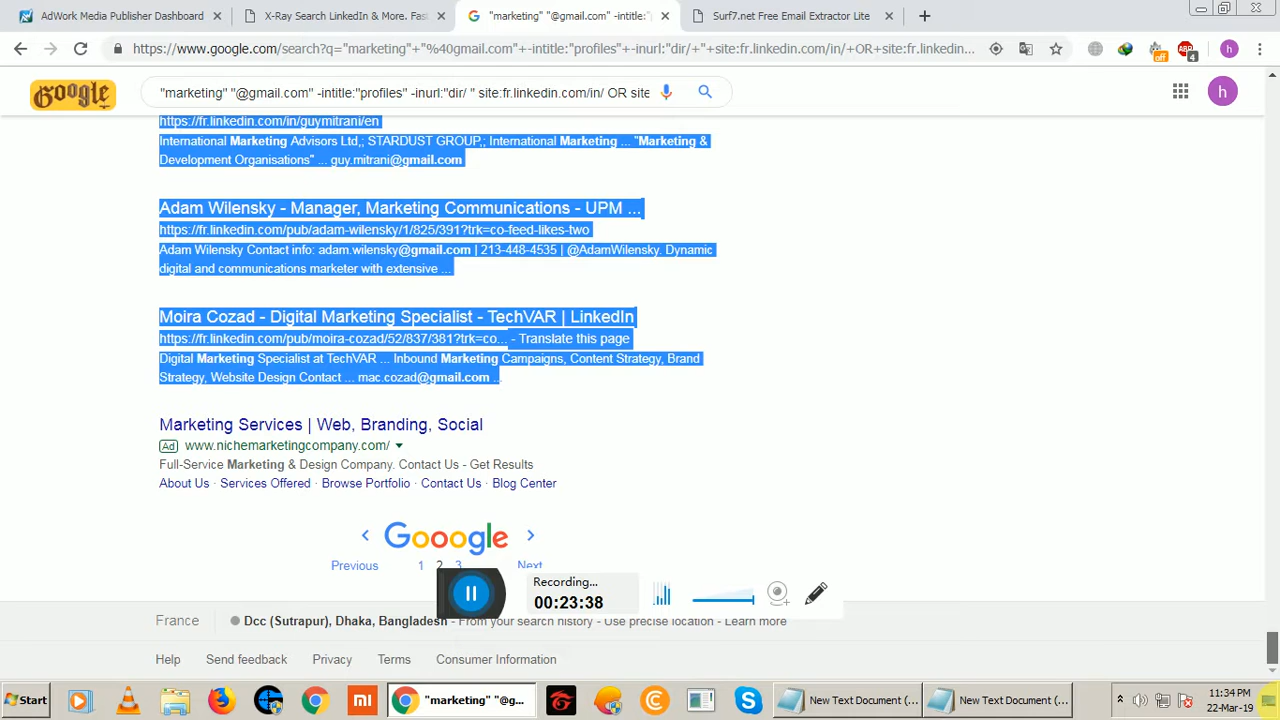 AdWork Media Publisher Dashboard
X-Ray Search LinkedIn & More. Fas
"marketing" "@gmail.com" -intitle:"
Surf7.net Free Email Extractor Lite
https://www.google.com/search?q="marketing"+"%40gmail.com"+-intitle:"profiles"+-inurl:"dir/+"+site:fr.linkedin.com/in/+OR+site:fr.linkedin...
off
ABP
4
h
Google
"marketing" "@gmail.com" -intitle:"profiles" -inurl:"dir/ " site:fr.linkedin.com/in/ OR site
h
https://fr.linkedin.com/in/guymitrani/en
International Marketing Advisors Ltd,; STARDUST GROUP,; International Marketing ... "Marketing &
Development Organisations" ... guy.mitrani@gmail.com
Adam Wilensky - Manager, Marketing Communications - UPM ...
https://fr.linkedin.com/pub/adam-wilensky/1/825/391?trk=co-feed-likes-two
Adam Wilensky Contact info: adam.wilensky@gmail.com | 213-448-4535 | @AdamWilensky. Dynamic
digital and communications marketer with extensive ...
Moira Cozad - Digital Marketing Specialist - TechVAR | LinkedIn
https://fr.linkedin.com/pub/moira-cozad/52/837/381?trk=co... - Translate this page
Digital Marketing Specialist at TechVAR ... Inbound Marketing Campaigns, Content Strategy, Brand
Strategy, Website Design Contact ... mac.cozad@gmail.com ...
Marketing Services | Web, Branding, Social
Ad www.nichemarketingcompany.com/
Full-Service Marketing & Design Company. Contact Us - Get Results
About Us · Services Offered · Browse Portfolio · Contact Us · Blog Center
Gooogle
Previous 1 2 3 Next
Recording...
00:23:38
France
Dcc (Sutrapur), Dhaka, Bangladesh - From your search history - Use precise location - Learn more
Help Send feedback Privacy Terms Consumer Information
Start
mi
"marketing" "@g...
New Text Document (...
New Text Document (...
11:34 PM
22-Mar-19